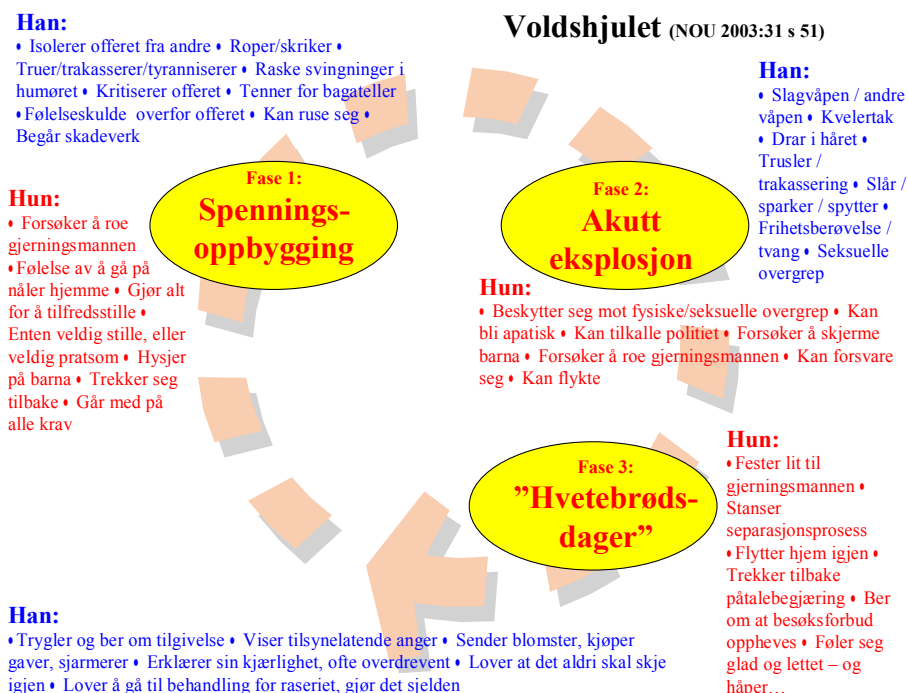 Voldshjulet (NOU 2003:31 s 51)
Han:
• Isolerer offeret fra andre • Roper/skriker •
Truer/trakasserer/tyranniserer • Raske svingninger i
humøret • Kritiserer offeret • Tenner for bagateller
• Følelseskulde overfor offeret • Kan ruse seg •
Begår skadeverk
Fase 1:
Spennings-
oppbygging
Hun:
• Forsøker å roe
gjerningsmannen
• Følelse av å gå på
nåler hjemme • Gjør alt
for å tilfredsstille •
Enten veldig stille, eller
veldig pratsom • Hysjer
på barna • Trekker seg
tilbake • Går med på
alle krav
Han:
• Slagvåpen / andre
våpen • Kvelertak
• Drar i håret •
Trusler /
trakassering • Slår /
sparker / spytter •
Frihetsberøvelse /
tvang • Seksuelle
overgrep
Fase 2:
Akutt
eksplosjon
Hun:
• Beskytter seg mot fysiske/seksuelle overgrep • Kan
bli apatisk • Kan tilkalle politiet • Forsøker å skjerme
barna • Forsøker å roe gjerningsmannen • Kan forsvare
seg • Kan flykte
Fase 3:
”Hvetebrøds-
dager”
Hun:
• Fester lit til
gjerningsmannen •
Stanser
separasjonsprosess
• Flytter hjem igjen •
Trekker tilbake
påtalebegjæring • Ber
om at besøksforbud
oppheves • Føler seg
glad og lettet – og
håper…
Han:
• Trygler og ber om tilgivelse • Viser tilsynelatende anger • Sender blomster, kjøper
gaver, sjarmerer • Erklærer sin kjærlighet, ofte overdrevent • Lover at det aldri skal skje
igjen • Lover å gå til behandling for raseriet, gjør det sjelden